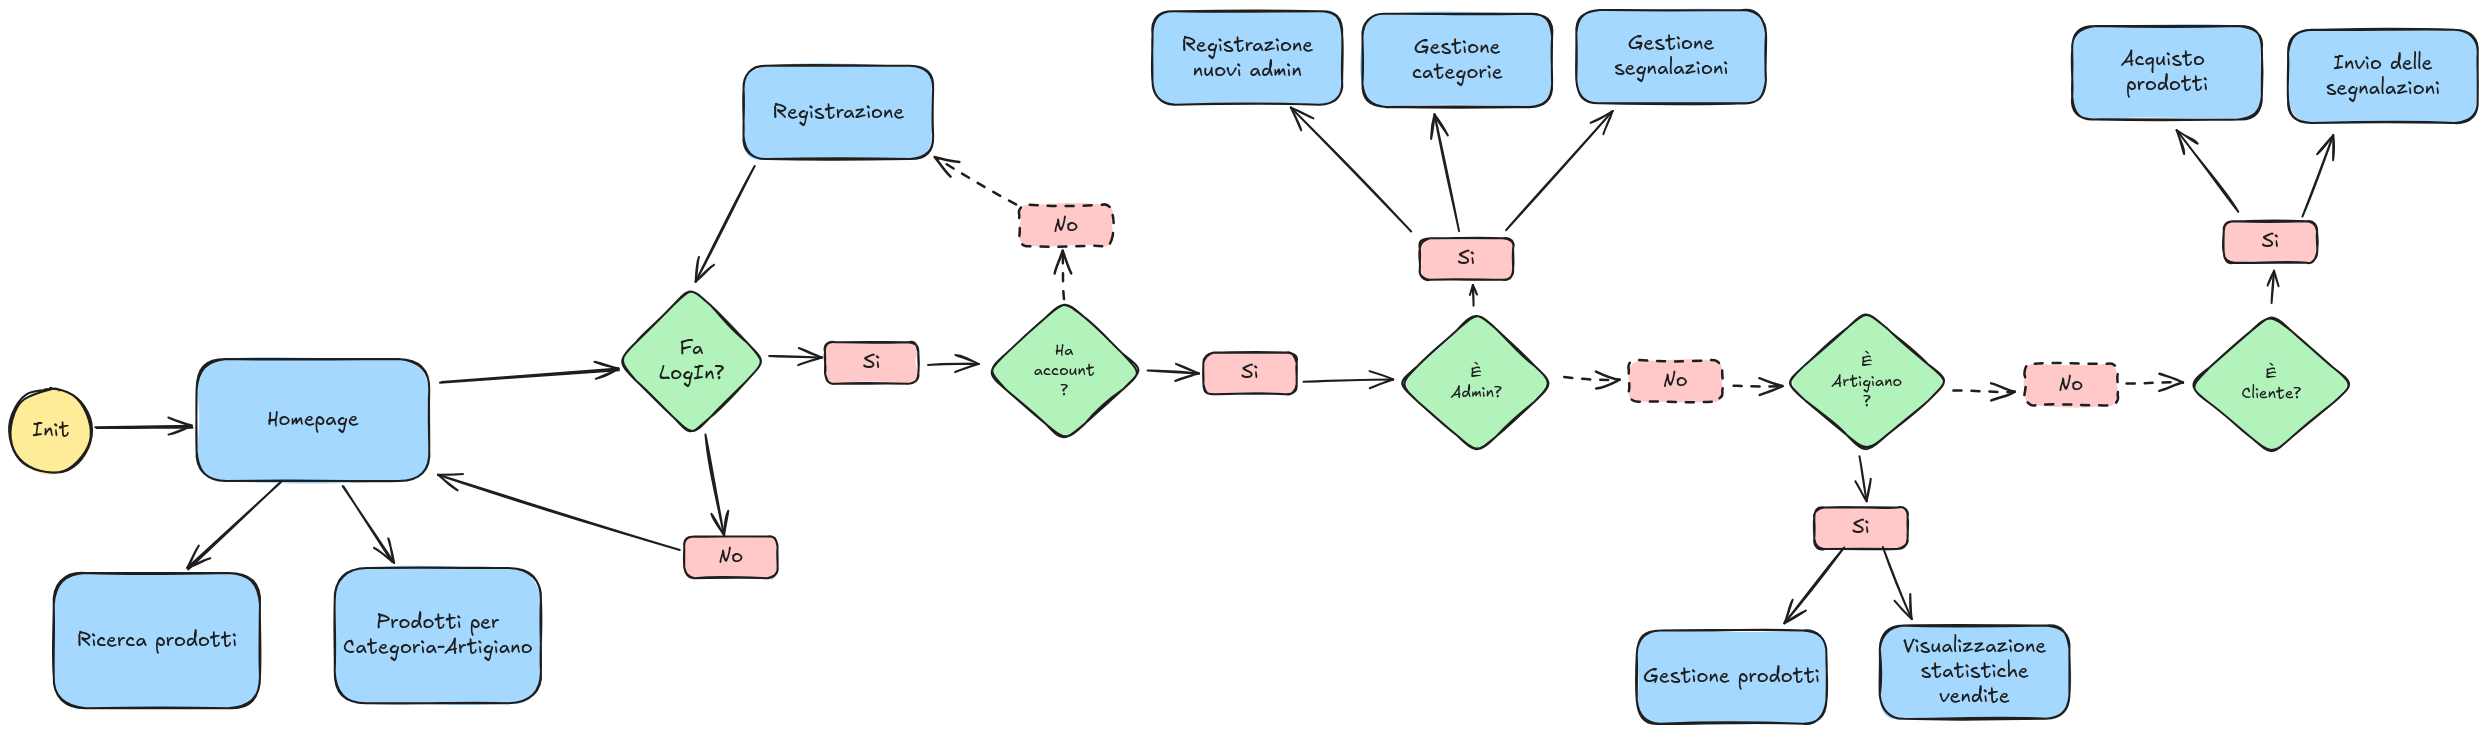 Init
Homepage
Ricerca prodotti
Prodotti per
Categoria-Artigiano
Fa
LogIn?
No
Si
Registrazione
Ha
account
?
No
Si
È
Admin?
Si
Registrazione
nuovi admin
Gestione
categorie
Gestione
segnalazioni
No
È
Artigiano
?
Si
Gestione prodotti
Visualizzazione
statistiche
vendite
No
È
Cliente?
Si
Acquisto
prodotti
Invio delle
segnalazioni